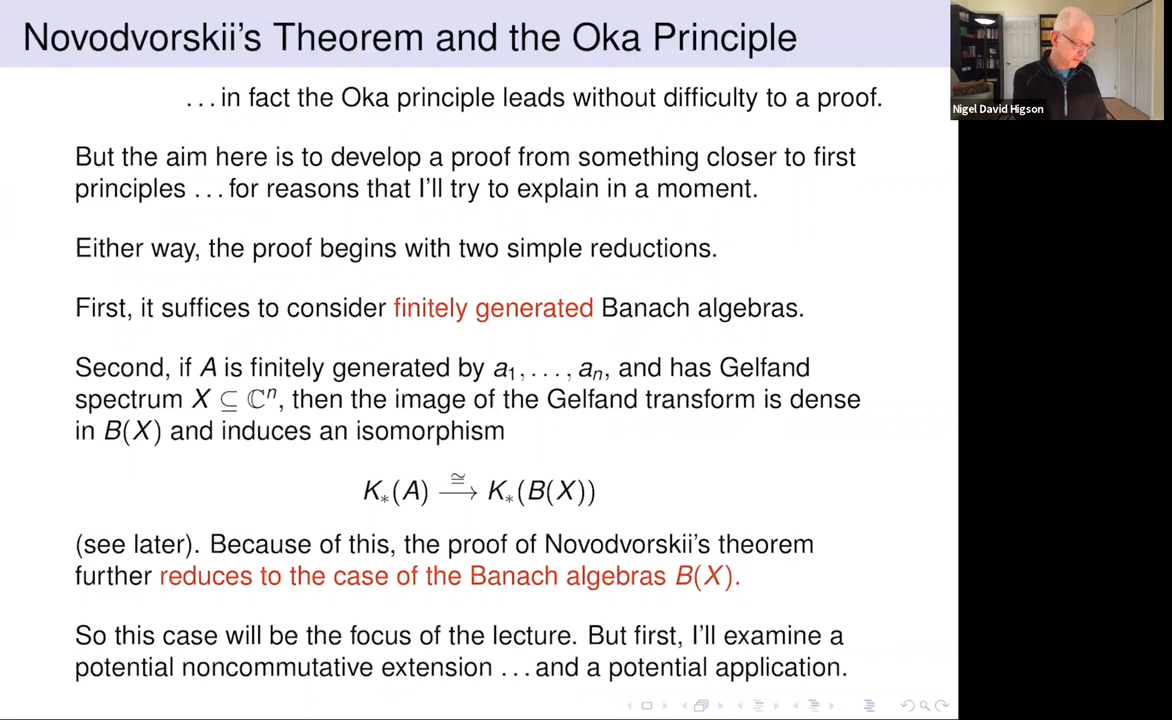 Novodvorskii's Theorem and the Oka Principle
Nigel David Higson
. . . in fact the Oka principle leads without difficulty to a proof.
But the aim here is to develop a proof from something closer to first
principles . . . for reasons that I'll try to explain in a moment.
Either way, the proof begins with two simple reductions.
First, it suffices to consider finitely generated Banach algebras.
Second, if A is finitely generated by a₁, . . . , aₙ, and has Gelfand
spectrum X ⊆ ℂⁿ, then the image of the Gelfand transform is dense
in B(X) and induces an isomorphism
K∗(A) ≅⟶ K∗(B(X))
(see later). Because of this, the proof of Novodvorskii's theorem
further reduces to the case of the Banach algebras B(X).
So this case will be the focus of the lecture. But first, I'll examine a
potential noncommutative extension . . . and a potential application.